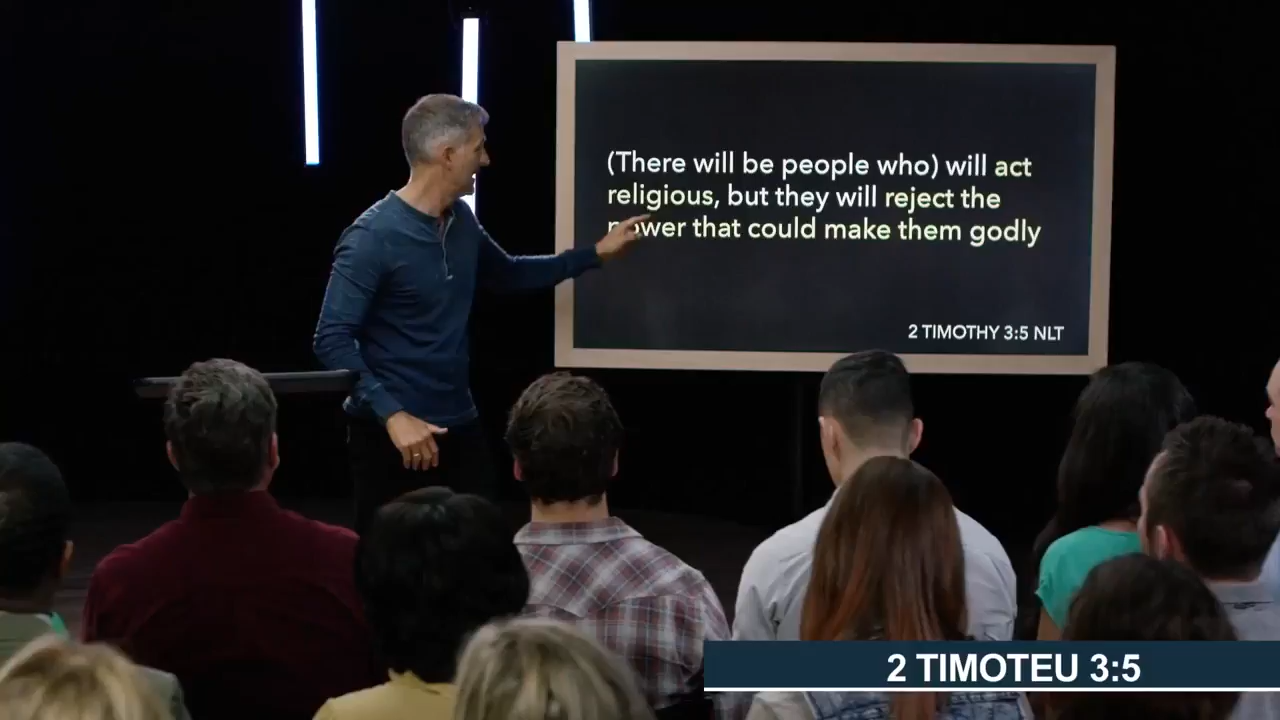 (There will be people who) will act
religious, but they will reject the
power that could make them godly
2 TIMOTHY 3:5 NLT
2 TIMOTEU 3:5